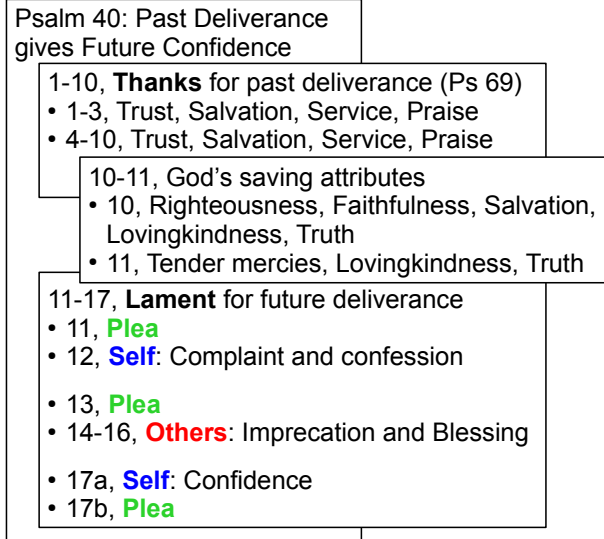 Psalm 40: Past Deliverance
gives Future Confidence
1-10, Thanks for past deliverance (Ps 69)
• 1-3, Trust, Salvation, Service, Praise
• 4-10, Trust, Salvation, Service, Praise
10-11, God's saving attributes
• 10, Righteousness, Faithfulness, Salvation,
Lovingkindness, Truth
• 11, Tender mercies, Lovingkindness, Truth
11-17, Lament for future deliverance
• 11, Plea
• 12, Self: Complaint and confession
• 13, Plea
• 14-16, Others: Imprecation and Blessing
• 17a, Self: Confidence
• 17b, Plea